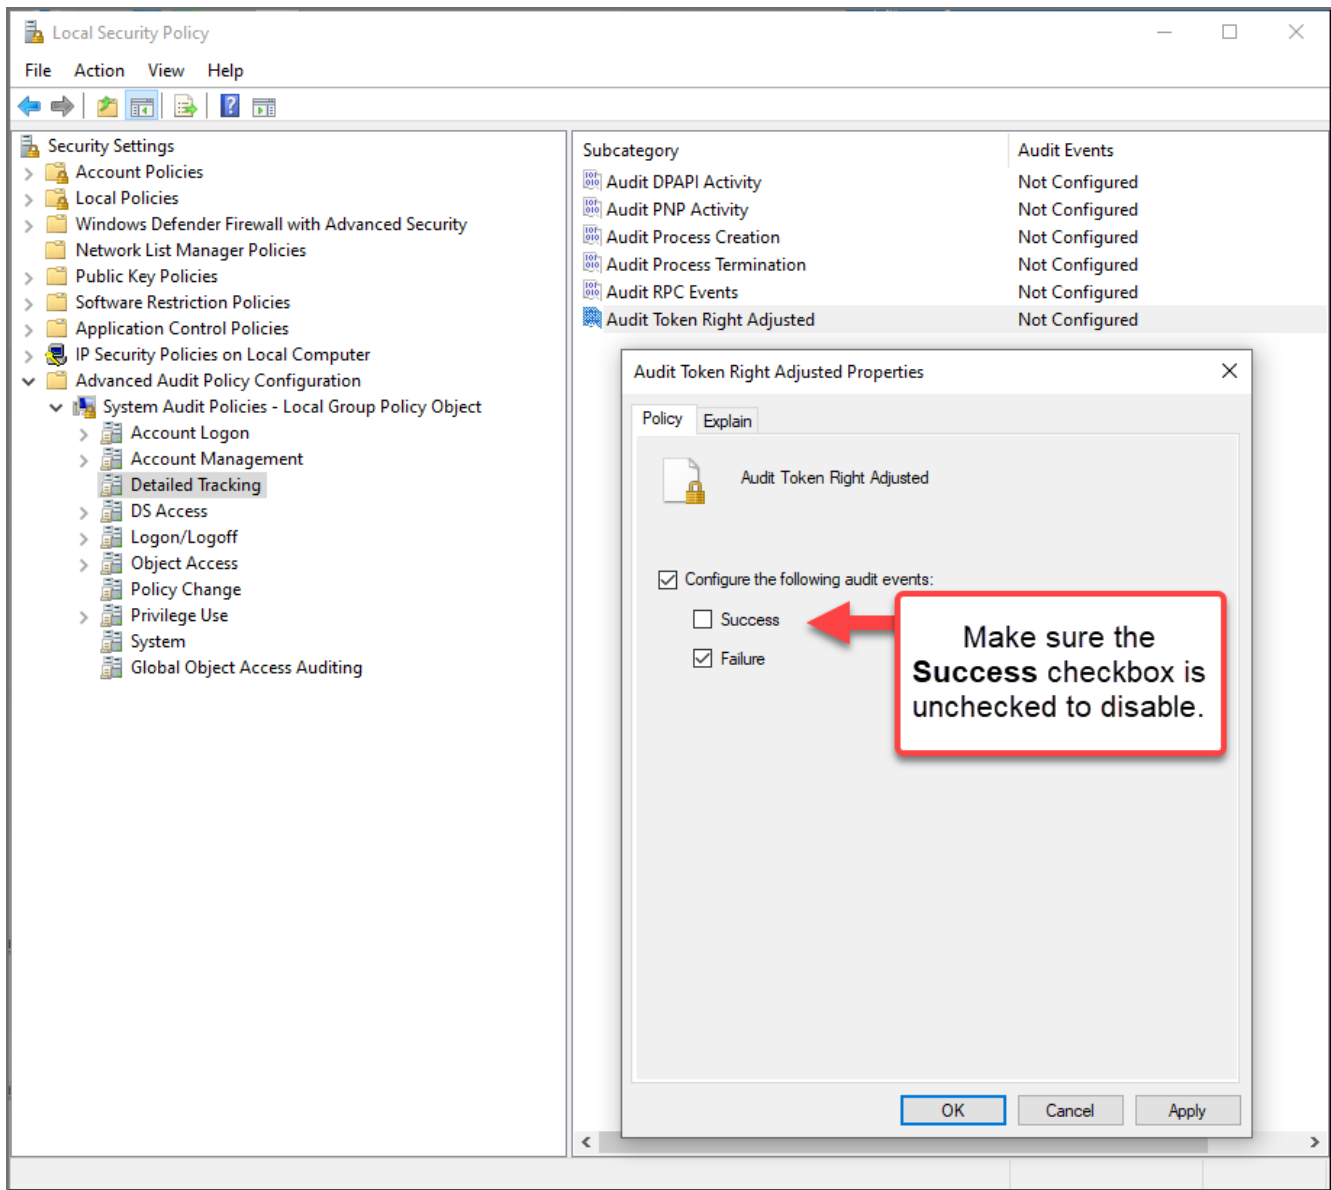 Local Security Policy
File Action View Help
Security Settings
Account Policies
Local Policies
Windows Defender Firewall with Advanced Security
Network List Manager Policies
Public Key Policies
Software Restriction Policies
Application Control Policies
IP Security Policies on Local Computer
Advanced Audit Policy Configuration
System Audit Policies - Local Group Policy Object
Account Logon
Account Management
Detailed Tracking
DS Access
Logon/Logoff
Object Access
Policy Change
Privilege Use
System
Global Object Access Auditing
Subcategory Audit Events
Audit DPAPI Activity Not Configured
Audit PNP Activity Not Configured
Audit Process Creation Not Configured
Audit Process Termination Not Configured
Audit RPC Events Not Configured
Audit Token Right Adjusted Not Configured
Audit Token Right Adjusted Properties
Policy Explain
Audit Token Right Adjusted
Configure the following audit events:
Success
Failure
Make sure the
Success checkbox is
unchecked to disable.
OK Cancel Apply